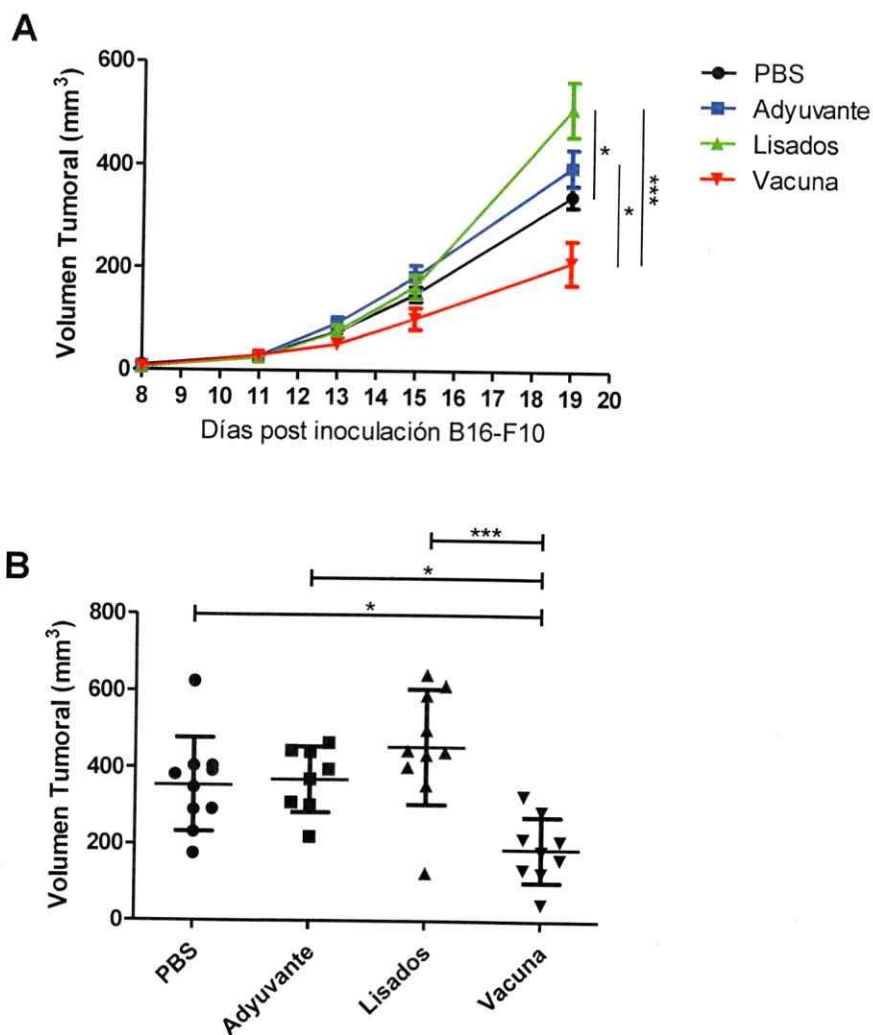 A
Volumen Tumoral (mm³)
600
400
200
0
8 9 10 11 12 13 14 15 16 17 18 19 20
Días post inoculación B16-F10
PBS
Adyuvante
Lisados
Vacuna
*
*
***
B
***
*
*
Volumen Tumoral (mm³)
800
600
400
200
0
PBS
Adyuvante
Lisados
Vacuna